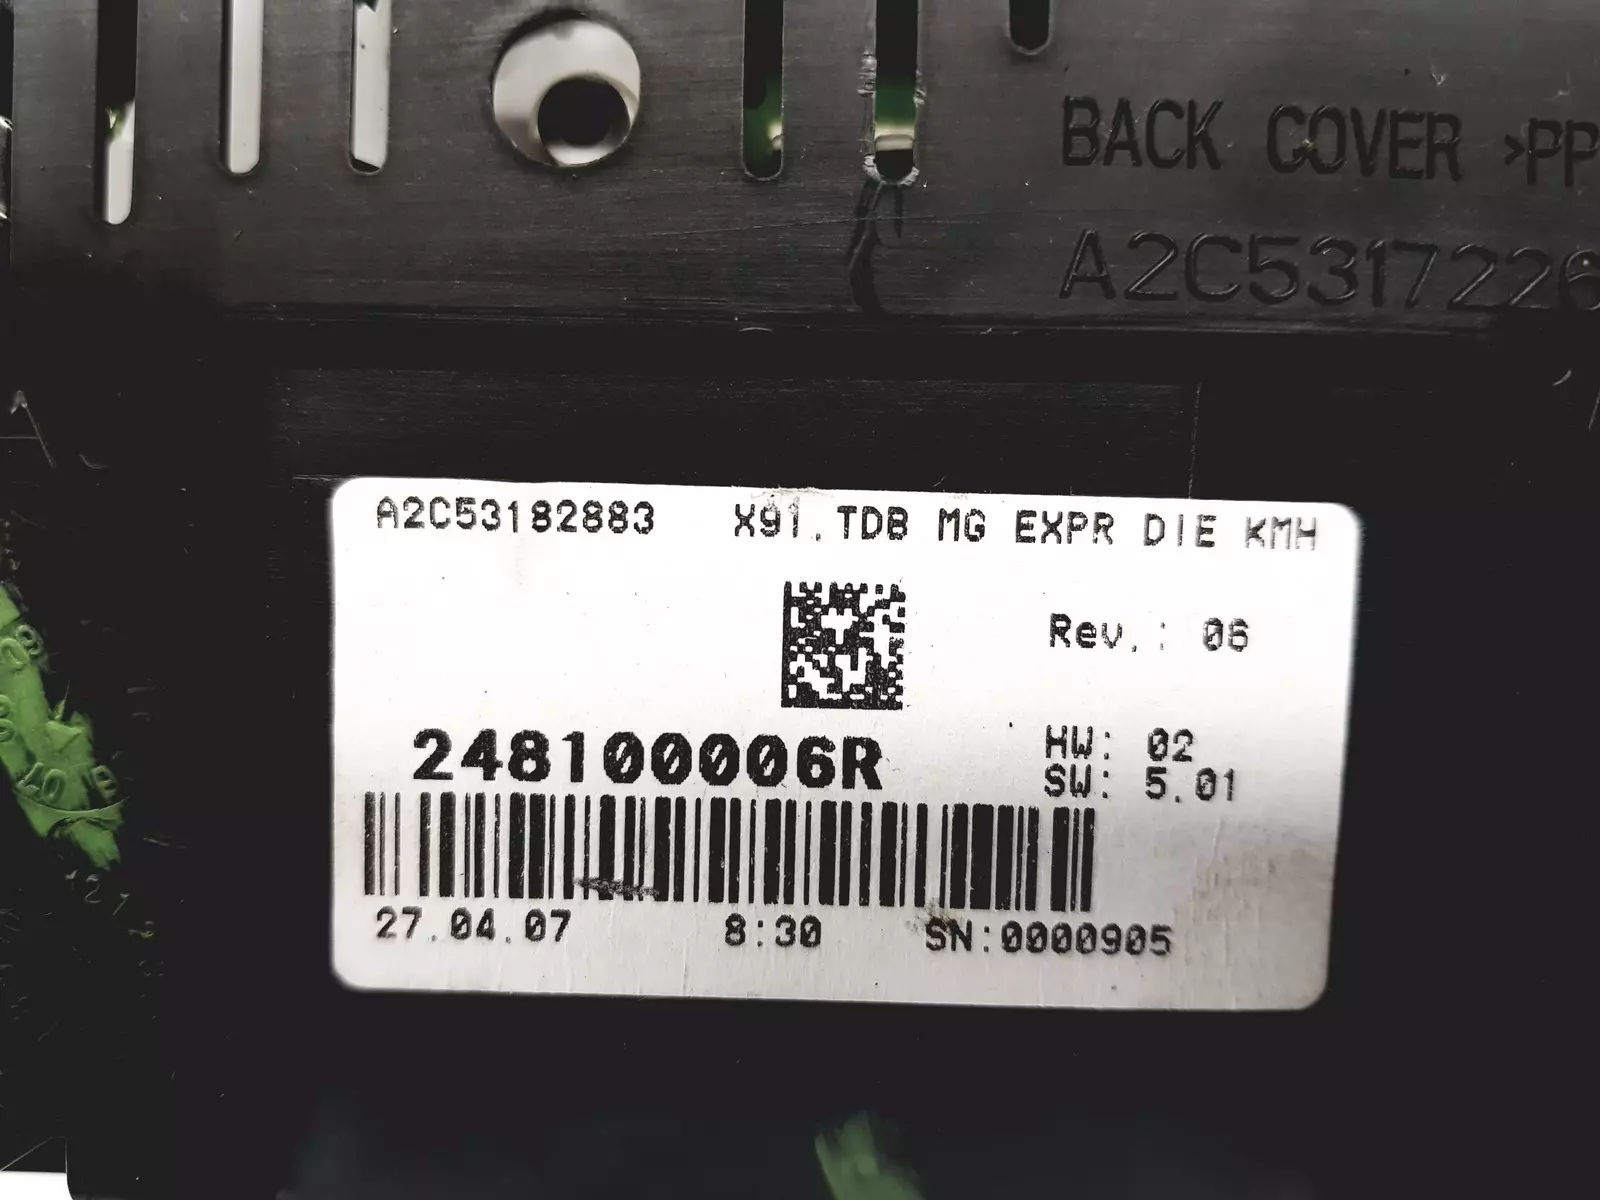 BACK COVER >PP
A2C5317226
A2C53182883 X91.TDB MG EXPR DIE KMH
Rev.: 06
248100006R
HW: 02
SW: 5.01
27.04.07 8:30 SN:0000905